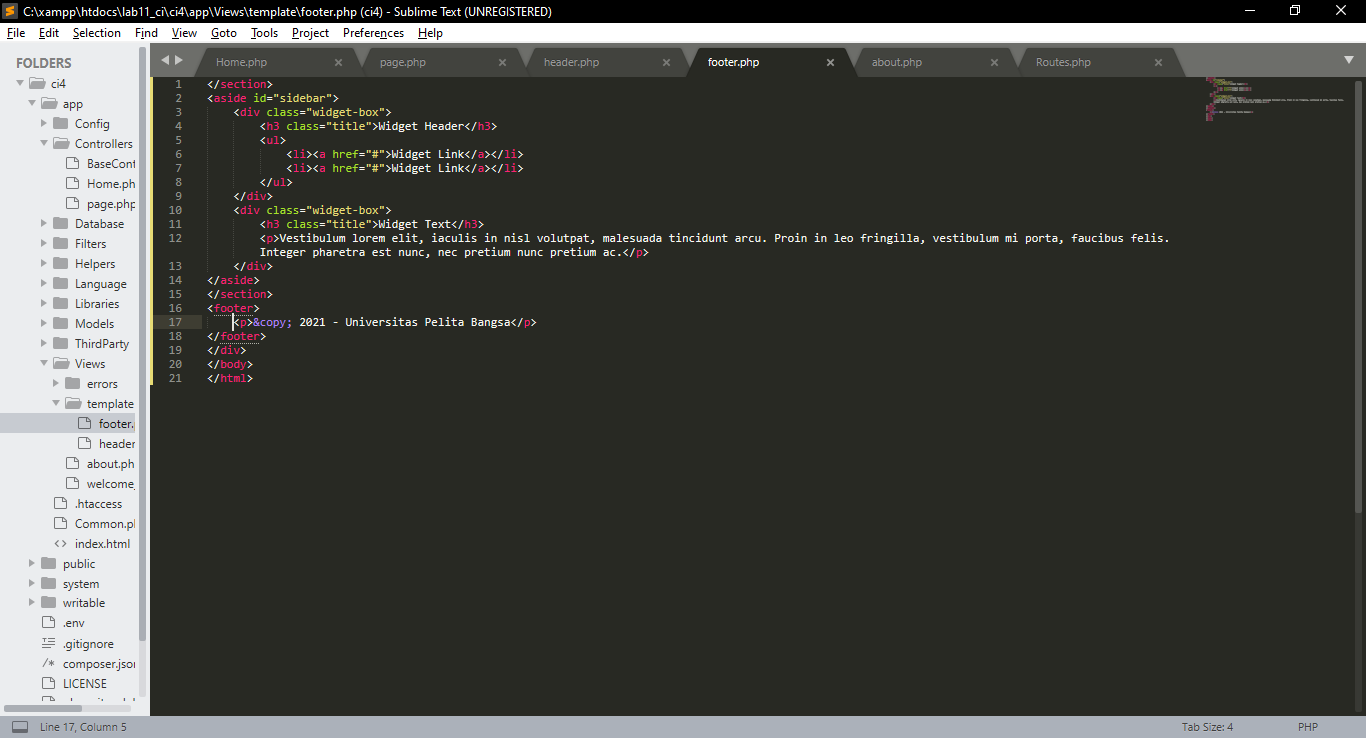 C:\xampp\htdocs\lab11_ci\ci4\app\Views\template\footer.php (ci4) - Sublime Text (UNREGISTERED)
File Edit Selection Find View Goto Tools Project Preferences Help
FOLDERS
ci4
app
Config
Controllers
BaseCont
Home.ph
page.php
Database
Filters
Helpers
Language
Libraries
Models
ThirdParty
Views
errors
template
footer.
header
about.ph
welcome_
.htaccess
Common.pl
index.html
public
system
writable
.env
.gitignore
/* composer.jso
LICENSE
Home.php page.php header.php footer.php about.php Routes.php
1 </section>
2 <aside id="sidebar">
3 <div class="widget-box">
4 <h3 class="title">Widget Header</h3>
5 <ul>
6 <li><a href="#">Widget Link</a></li>
7 <li><a href="#">Widget Link</a></li>
8 </ul>
9 </div>
10 <div class="widget-box">
11 <h3 class="title">Widget Text</h3>
12 <p>Vestibulum lorem elit, iaculis in nisl volutpat, malesuada tincidunt arcu. Proin in leo fringilla, vestibulum mi porta, faucibus felis.
Integer pharetra est nunc, nec pretium nunc pretium ac.</p>
13 </div>
14 </aside>
15 </section>
16 <footer>
17 <p>&copy; 2021 - Universitas Pelita Bangsa</p>
18 </footer>
19 </div>
20 </body>
21 </html>
Line 17, Column 5 Tab Size: 4 PHP